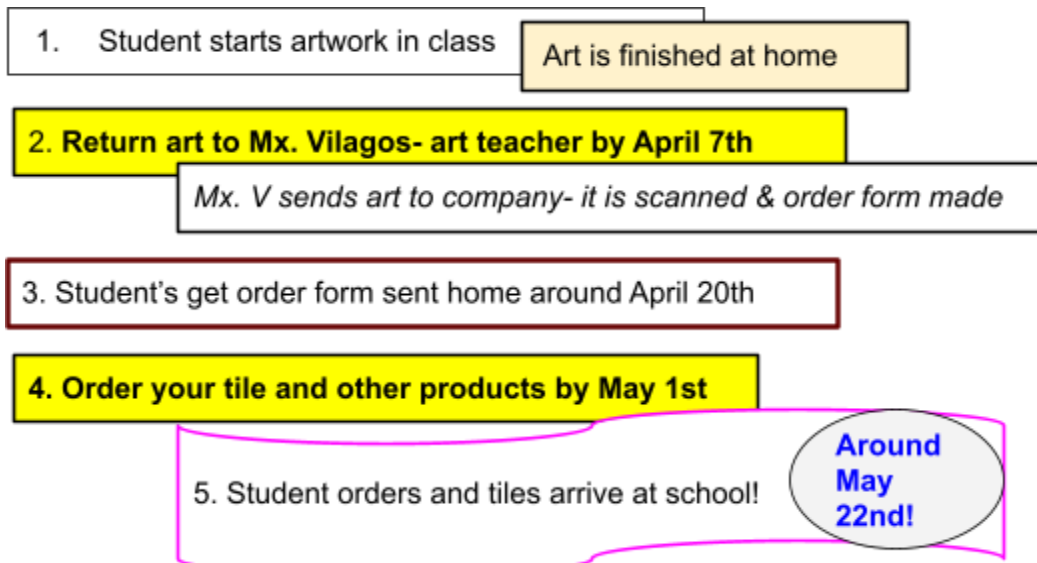 1. Student starts artwork in class
Art is finished at home
2. Return art to Mx. Vilagos- art teacher by April 7th
Mx. V sends art to company- it is scanned & order form made
3. Student's get order form sent home around April 20th
4. Order your tile and other products by May 1st
5. Student orders and tiles arrive at school!
Around
May
22nd!